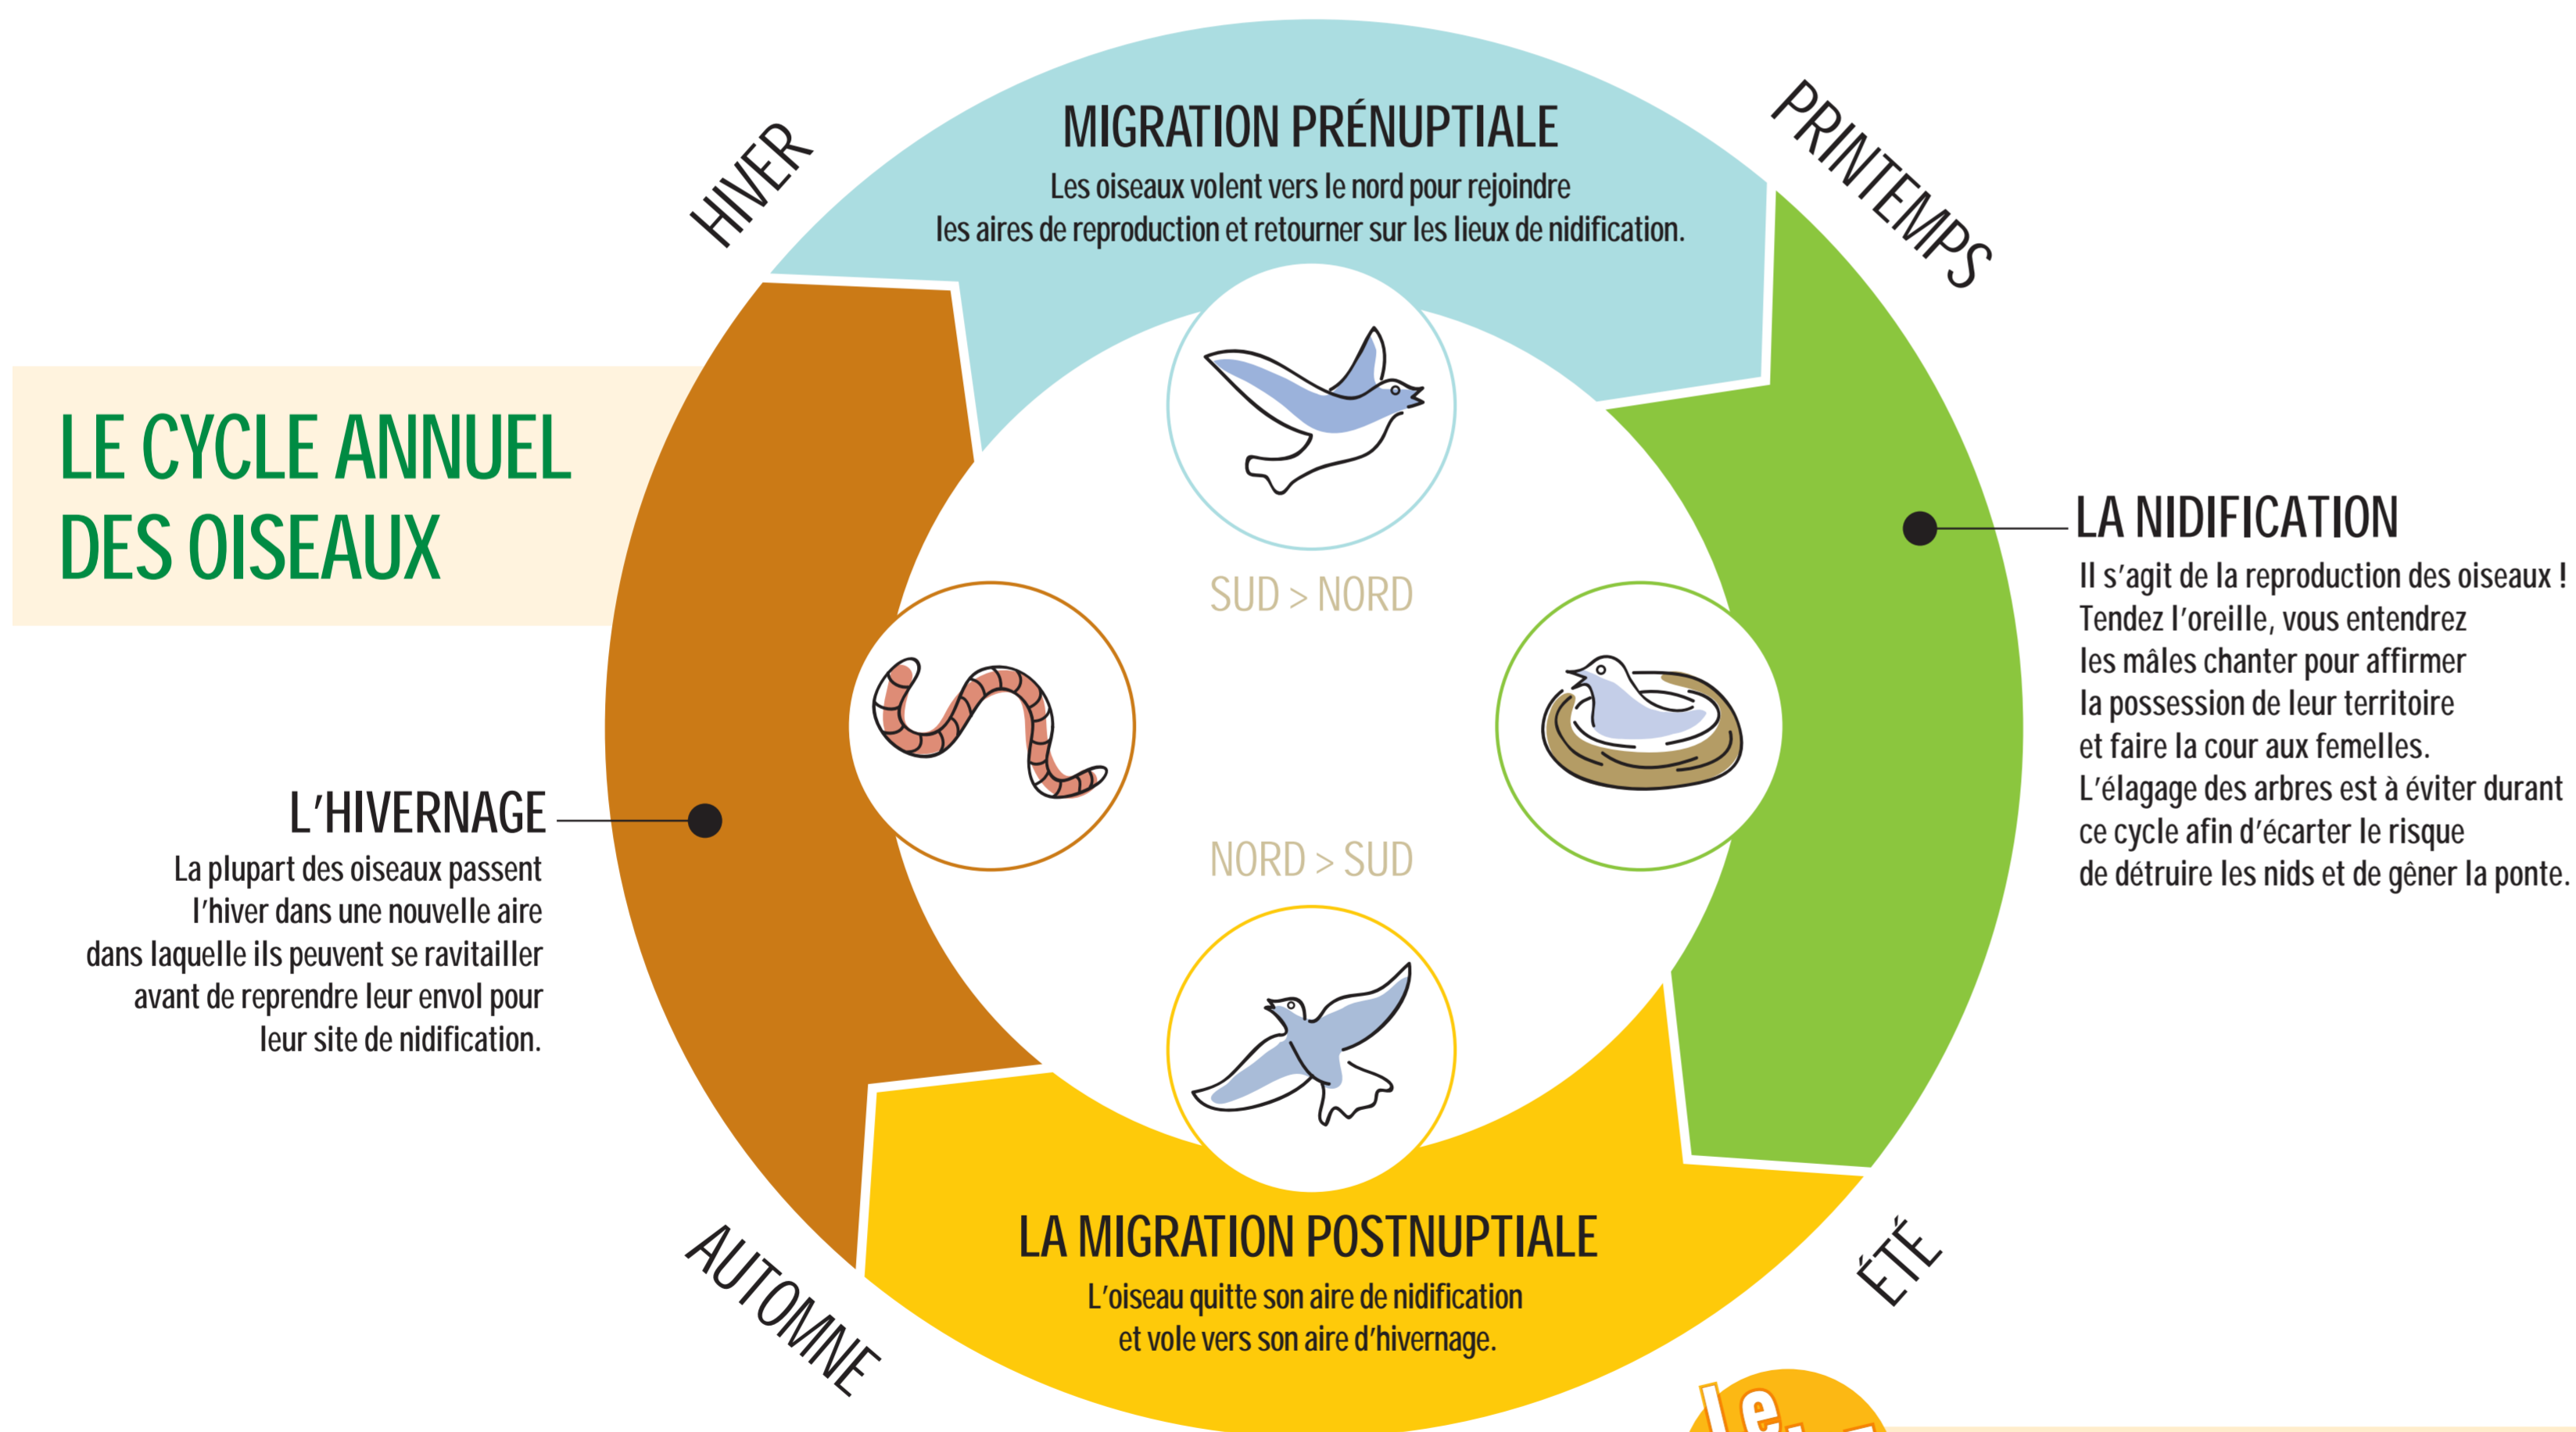 HIVER
PRINTEMPS
MIGRATION PRÉNUPTIALE
Les oiseaux volent vers le nord pour rejoindre
les aires de reproduction et retourner sur les lieux de nidification.
LE CYCLE ANNUEL
DES OISEAUX
SUD > NORD
LA NIDIFICATION
Il s'agit de la reproduction des oiseaux !
Tendez l'oreille, vous entendrez
les mâles chanter pour affirmer
la possession de leur territoire
et faire la cour aux femelles.
L'élagage des arbres est à éviter durant
ce cycle afin d'écarter le risque
de détruire les nids et de gêner la ponte.
L'HIVERNAGE
La plupart des oiseaux passent
l'hiver dans une nouvelle aire
dans laquelle ils peuvent se ravitailler
avant de reprendre leur envol pour
leur site de nidification.
NORD > SUD
LA MIGRATION POSTNUPTIALE
L'oiseau quitte son aire de nidification
et vole vers son aire d'hivernage.
AUTOMNE
ÉTÉ
Le